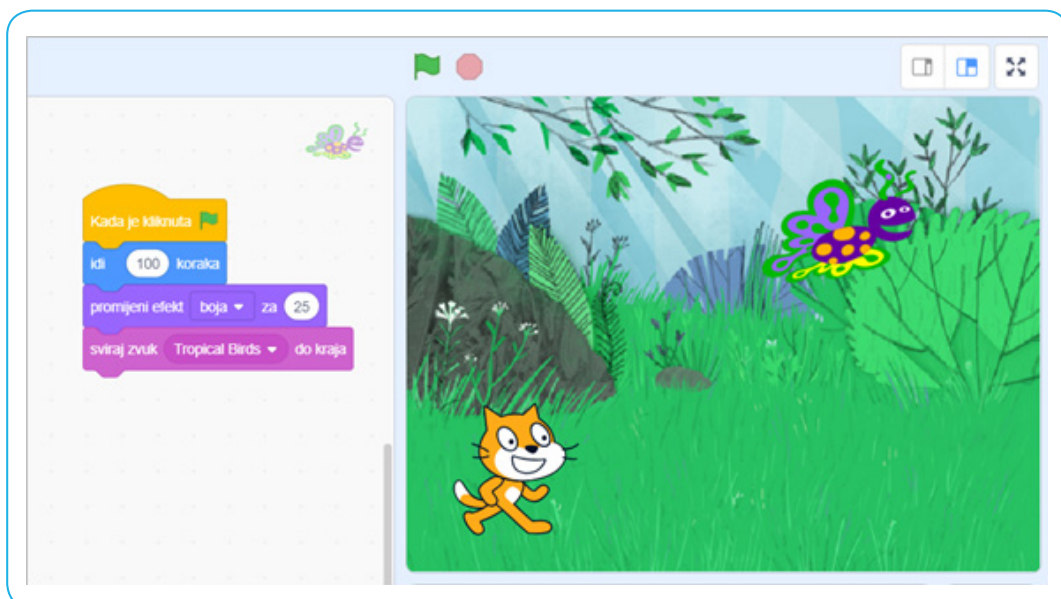 Kada je kliknuta
idi 100 koraka
promijeni efekt boja za 25
sviraj zvuk Tropical Birds do kraja